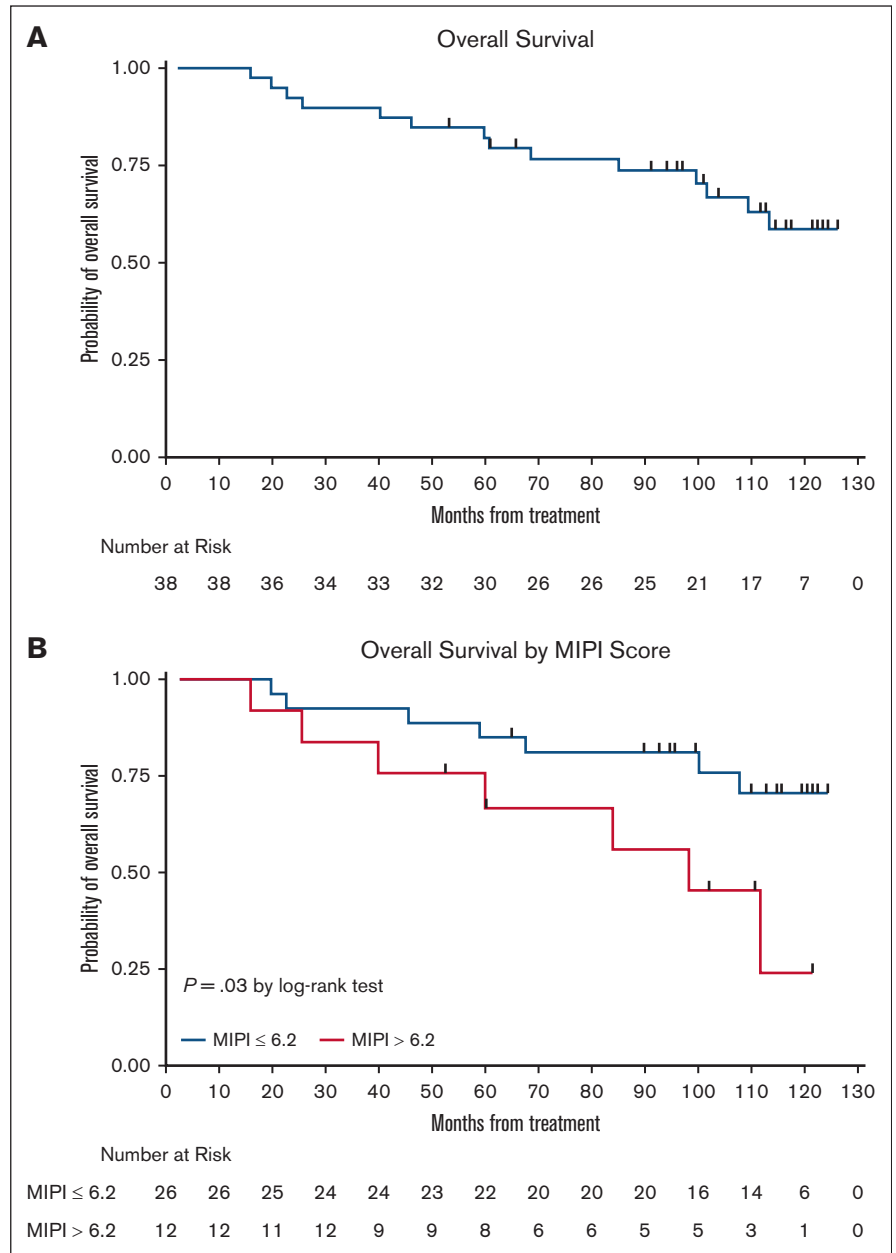 A
Overall Survival
Probability of overall survival
1.00
0.75
0.50
0.25
0.00
0 10 20 30 40 50 60 70 80 90 100 110 120 130
Months from treatment
Number at Risk
38 38 36 34 33 32 30 26 26 25 21 17 7 0
B
Overall Survival by MIPI Score
Probability of overall survival
1.00
0.75
0.50
0.25
0.00
P = .03 by log-rank test
MIPI ≤ 6.2 MIPI > 6.2
0 10 20 30 40 50 60 70 80 90 100 110 120 130
Months from treatment
Number at Risk
MIPI ≤ 6.2 26 26 25 24 24 23 22 20 20 20 16 14 6 0
MIPI > 6.2 12 12 11 12 9 9 8 6 6 5 5 3 1 0